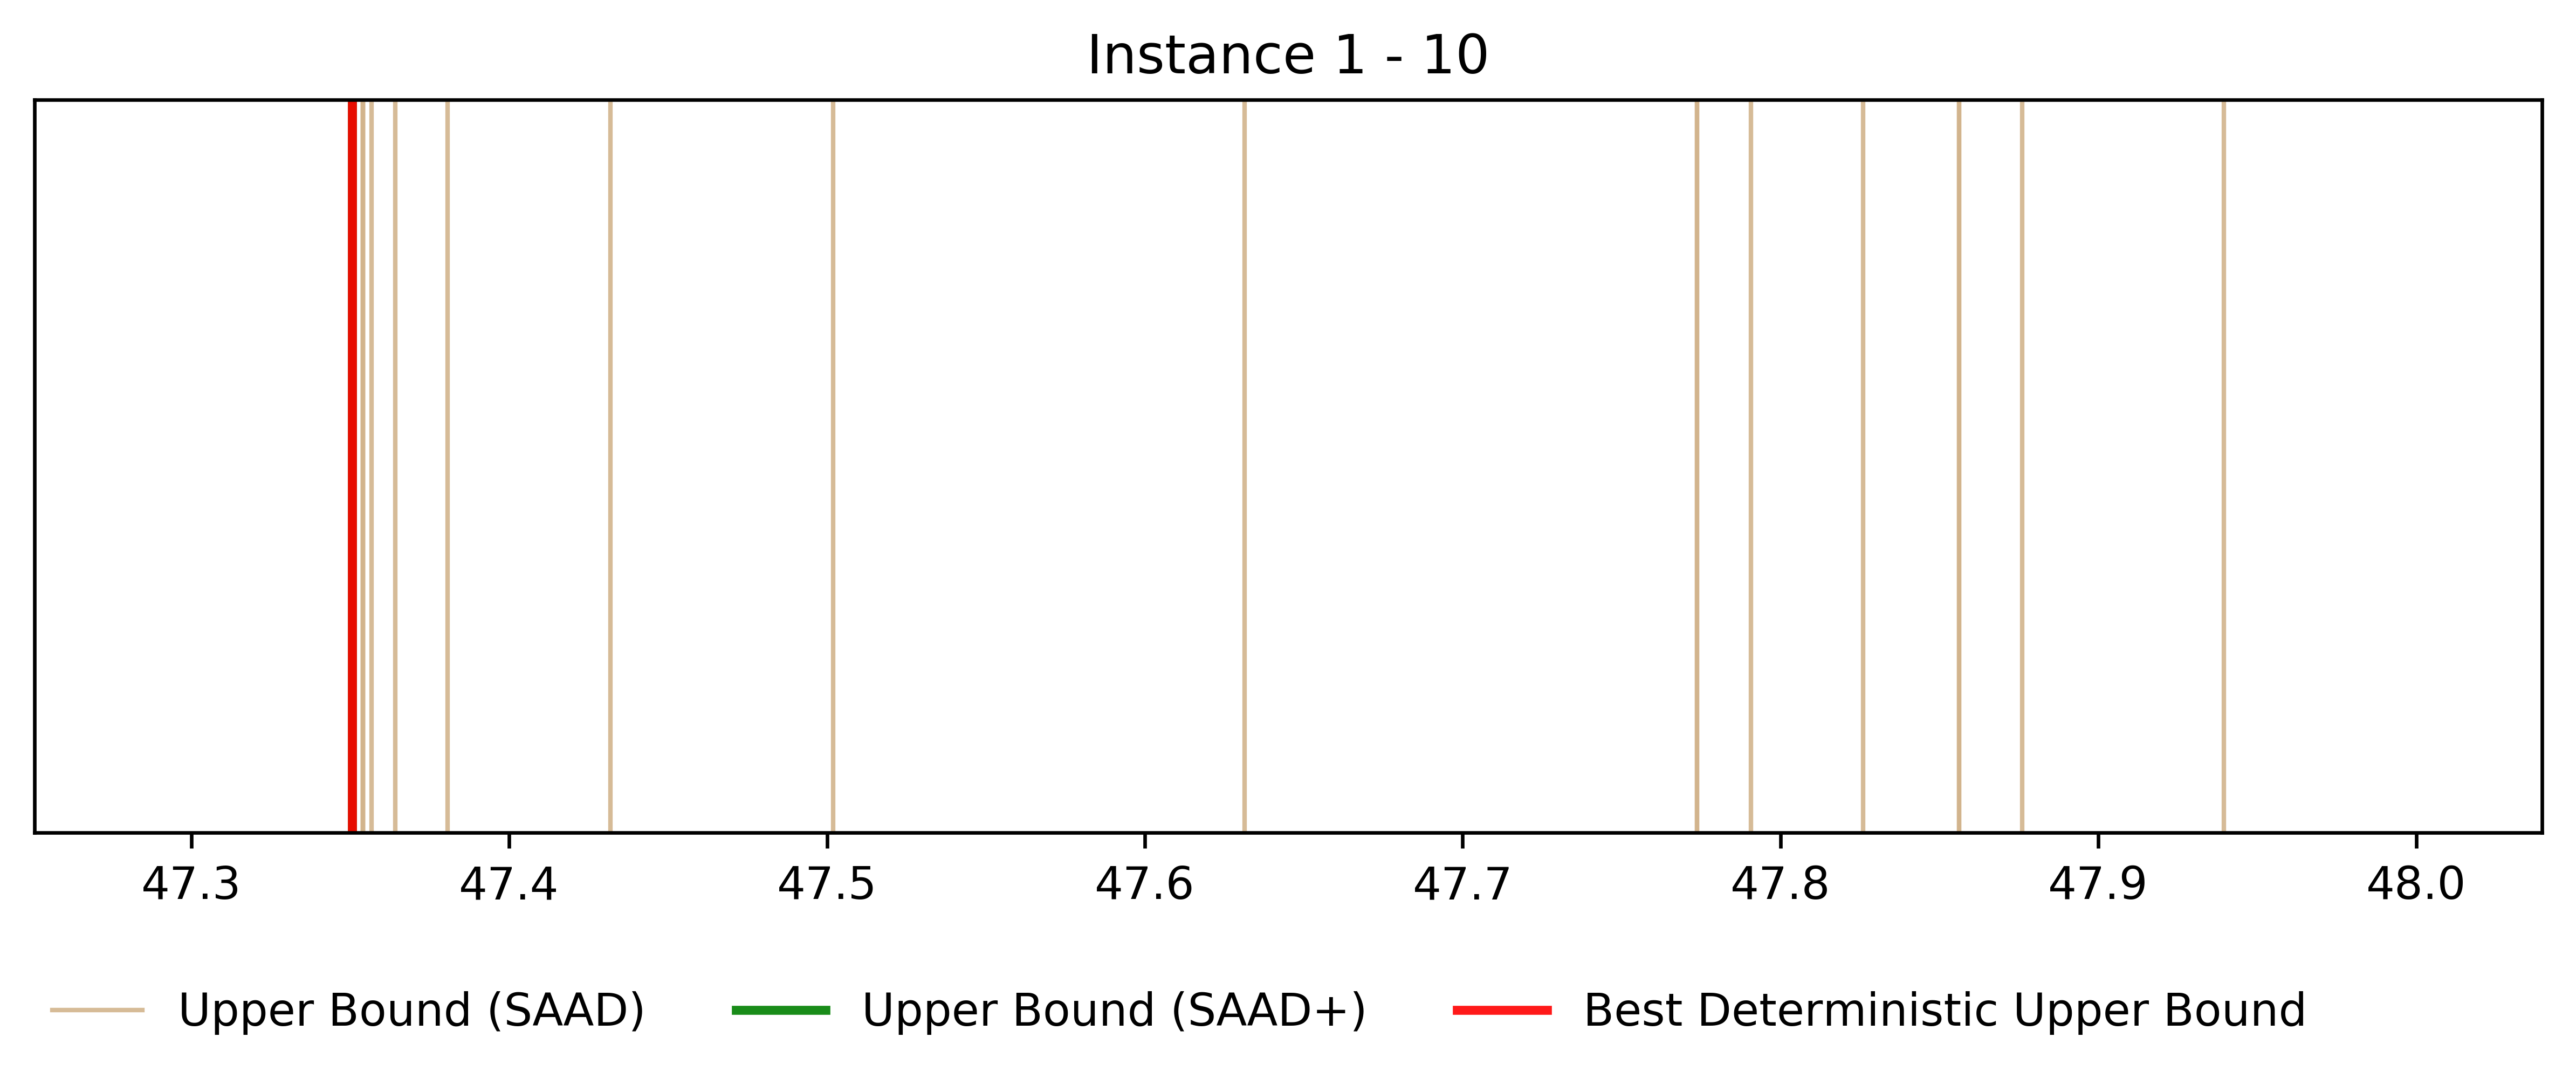 Instance 1 - 10
47.3 47.4 47.5 47.6 47.7 47.8 47.9 48.0
Upper Bound (SAAD) Upper Bound (SAAD+) Best Deterministic Upper Bound